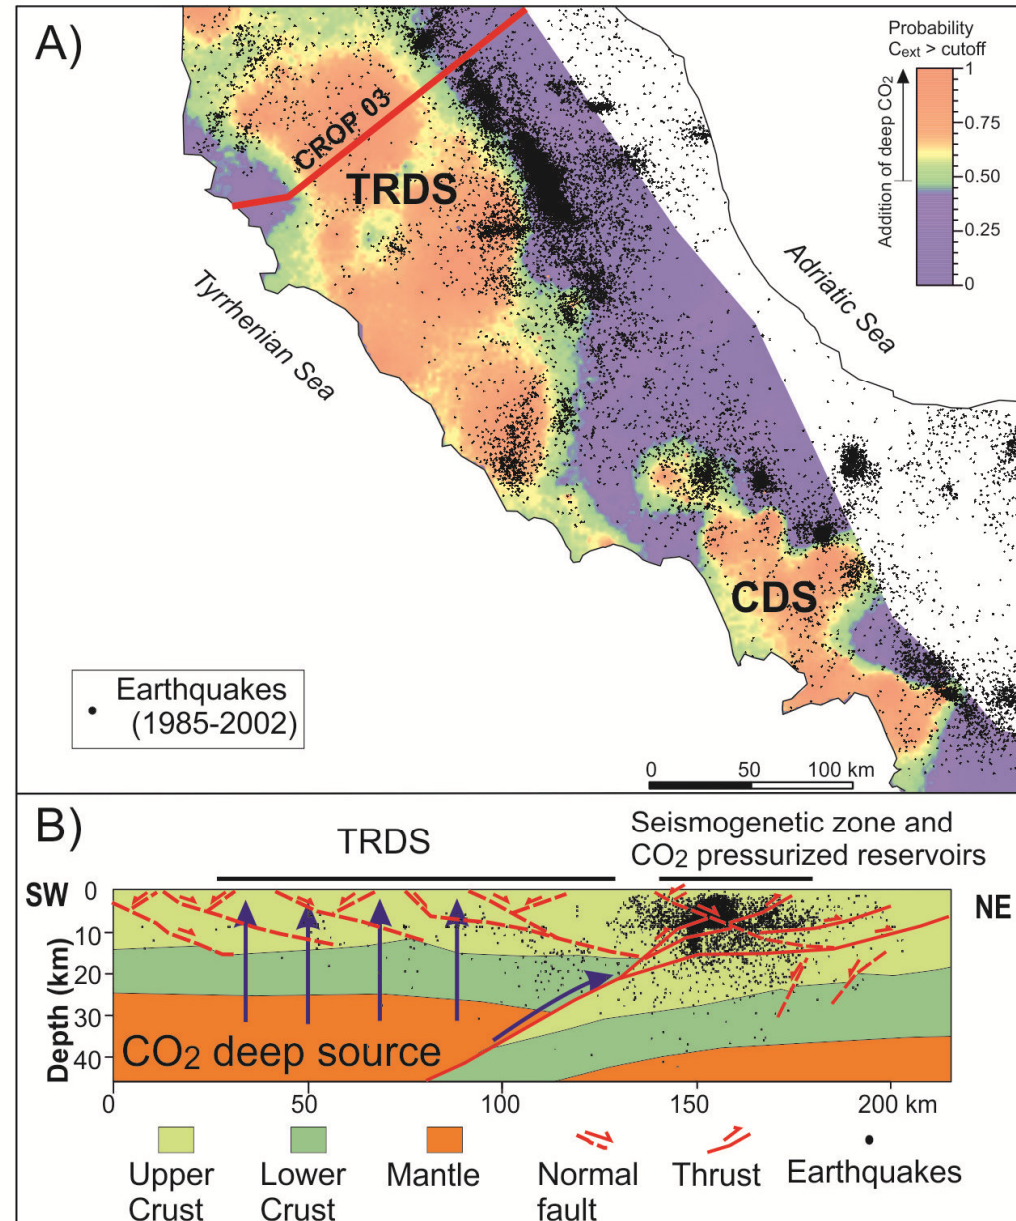 A)
Probability
Cext > cutoff
Addition of deep CO2
1
0.75
0.50
0.25
0
CROP 03
TRDS
Tyrrhenian Sea
Adriatic Sea
CDS
Earthquakes
(1985-2002)
0 50 100 km
B)
TRDS
Seismogenetic zone and
CO2 pressurized reservoirs
SW
NE
Depth (km)
0
10
20
30
40
CO2 deep source
0 50 100 150 200 km
Upper
Crust
Lower
Crust
Mantle
Normal
fault
Thrust
Earthquakes